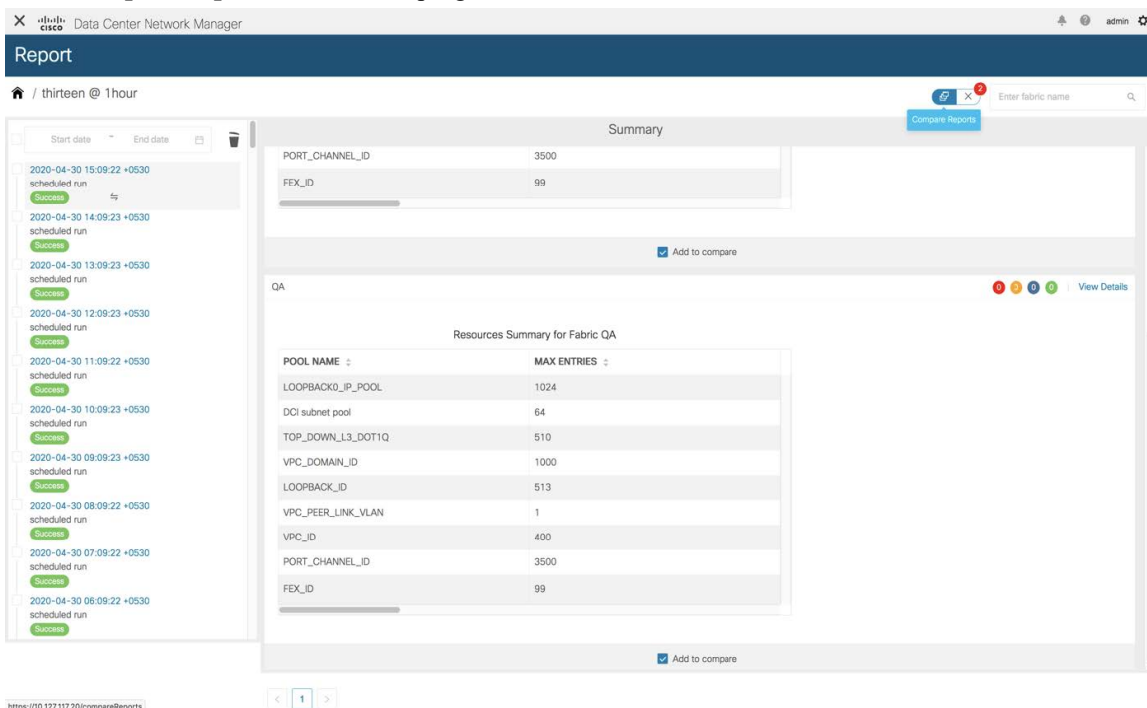 cisco Data Center Network Manager
admin
Report
/ thirteen @ 1hour
2
Enter fabric name
Compare Reports
Start date ~ End date
Summary
2020-04-30 15:09:22 +0530
scheduled run
Success
2020-04-30 14:09:23 +0530
scheduled run
Success
2020-04-30 13:09:23 +0530
scheduled run
Success
2020-04-30 12:09:23 +0530
scheduled run
Success
2020-04-30 11:09:22 +0530
scheduled run
Success
2020-04-30 10:09:23 +0530
scheduled run
Success
2020-04-30 09:09:23 +0530
scheduled run
Success
2020-04-30 08:09:22 +0530
scheduled run
Success
2020-04-30 07:09:22 +0530
scheduled run
Success
2020-04-30 06:09:22 +0530
scheduled run
Success
PORT_CHANNEL_ID 3500
FEX_ID 99
Add to compare
QA 0 0 0 0 View Details
Resources Summary for Fabric QA
POOL NAME MAX ENTRIES
LOOPBACK0_IP_POOL 1024
DCI subnet pool 64
TOP_DOWN_L3_DOT1Q 510
VPC_DOMAIN_ID 1000
LOOPBACK_ID 513
VPC_PEER_LINK_VLAN 1
VPC_ID 400
PORT_CHANNEL_ID 3500
FEX_ID 99
Add to compare
< 1 >
https://10.127.117.20/compareReports